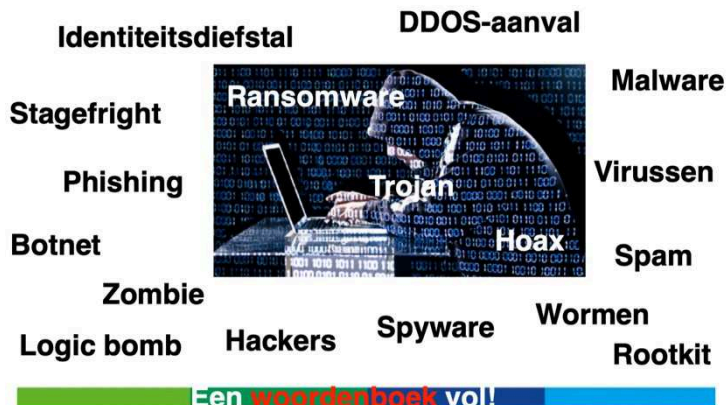 DDOS-aanval
Identiteitsdiefstal
Malware
Ransomware
Stagefright
Trojan
Virussen
Phishing
Hoax
Botnet
Spam
Zombie
Wormen
Spyware
Hackers
Logic bomb
Rootkit
Een woordenboek vol!